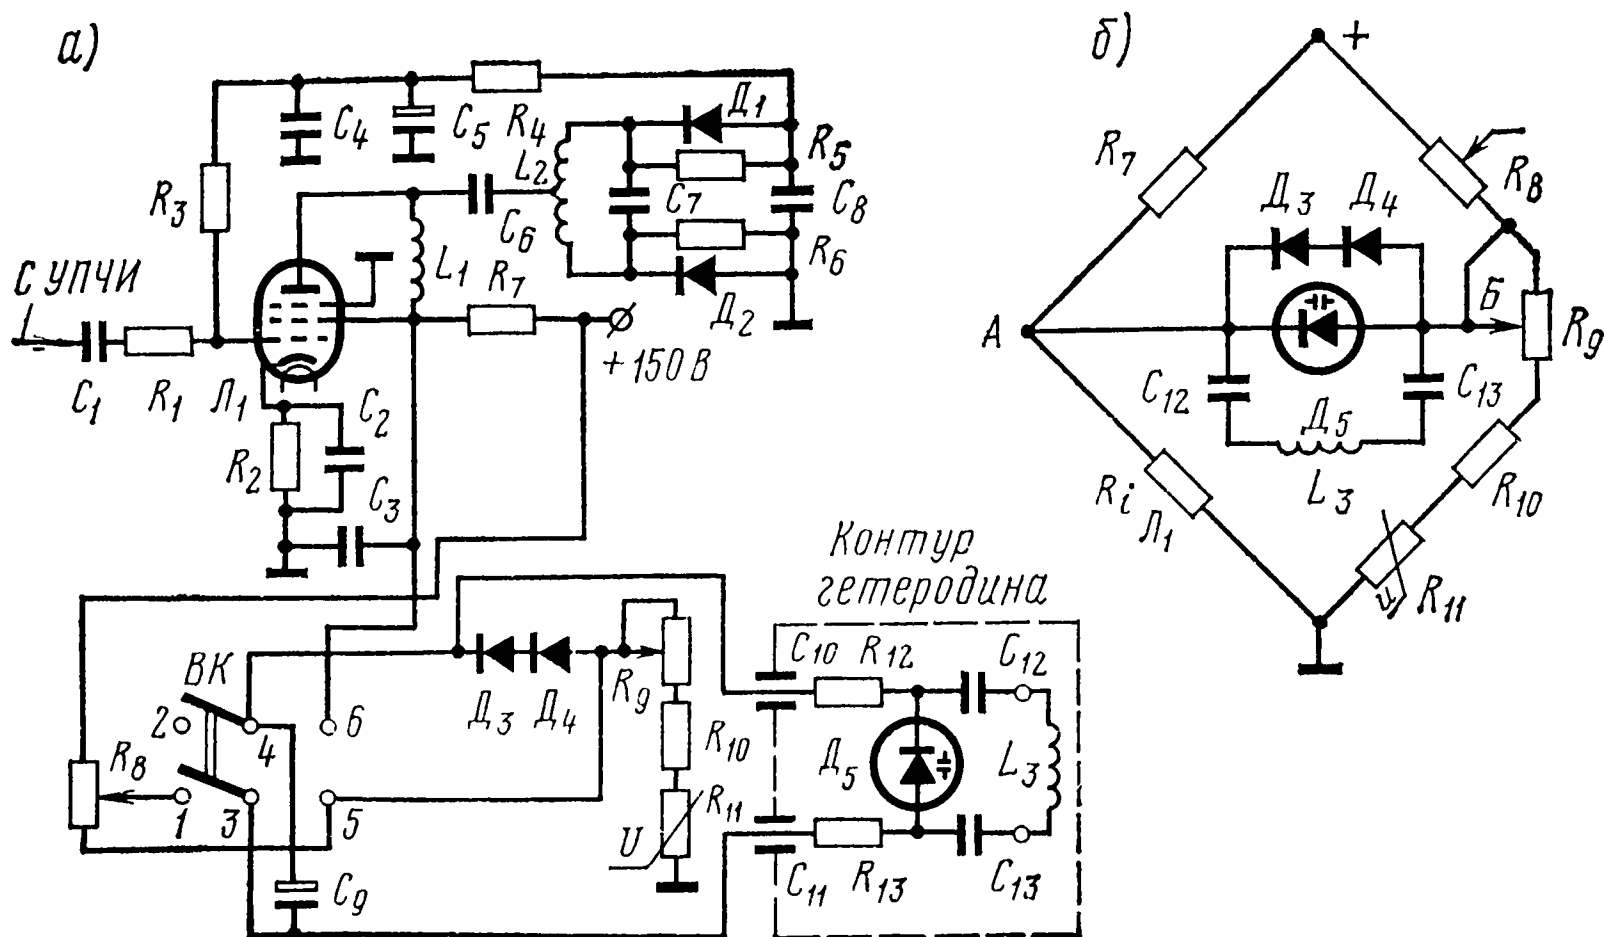 а)
C4
C5
R4
Д1
R5
L2
R3
C7
C8
C6
R6
L1
R7
Д2
С УПЧИ
+150 В
C1
R1
Л1
C2
R2
C3
Контур
гетеродина
ВК
2
4
6
R8
1
3
5
Д3
Д4
R9
R10
R11
U
C9
C10
R12
C12
Д5
L3
C11
R13
C13
б)
+
R7
R8
Д3
Д4
А
Б
R9
C12
C13
Д5
L3
R10
Ri
Л1
R11
U